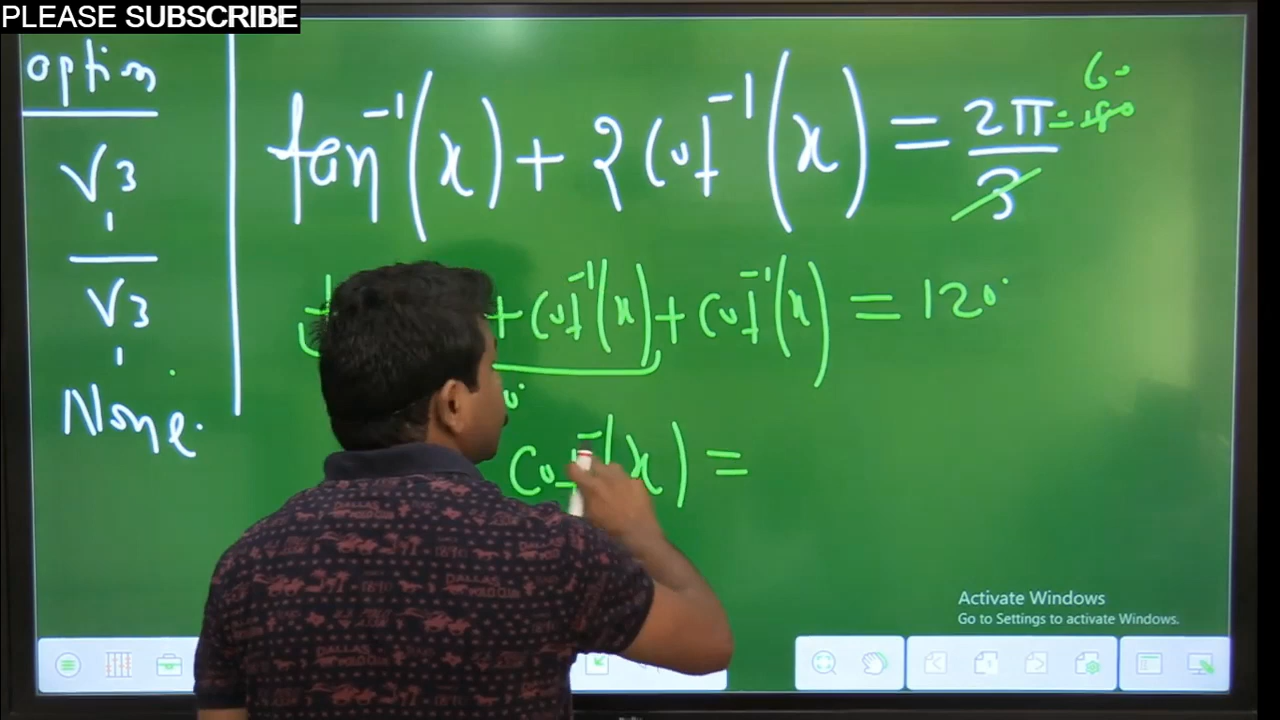 PLEASE SUBSCRIBE
option
√3
1
√3
1
None.
tan⁻¹(x) + 2cot⁻¹(x) = 2π/3 = 180
60
+ cot⁻¹(x) + cot⁻¹(x) = 120°
cot⁻¹(x) =
Activate Windows
Go to Settings to activate Windows.